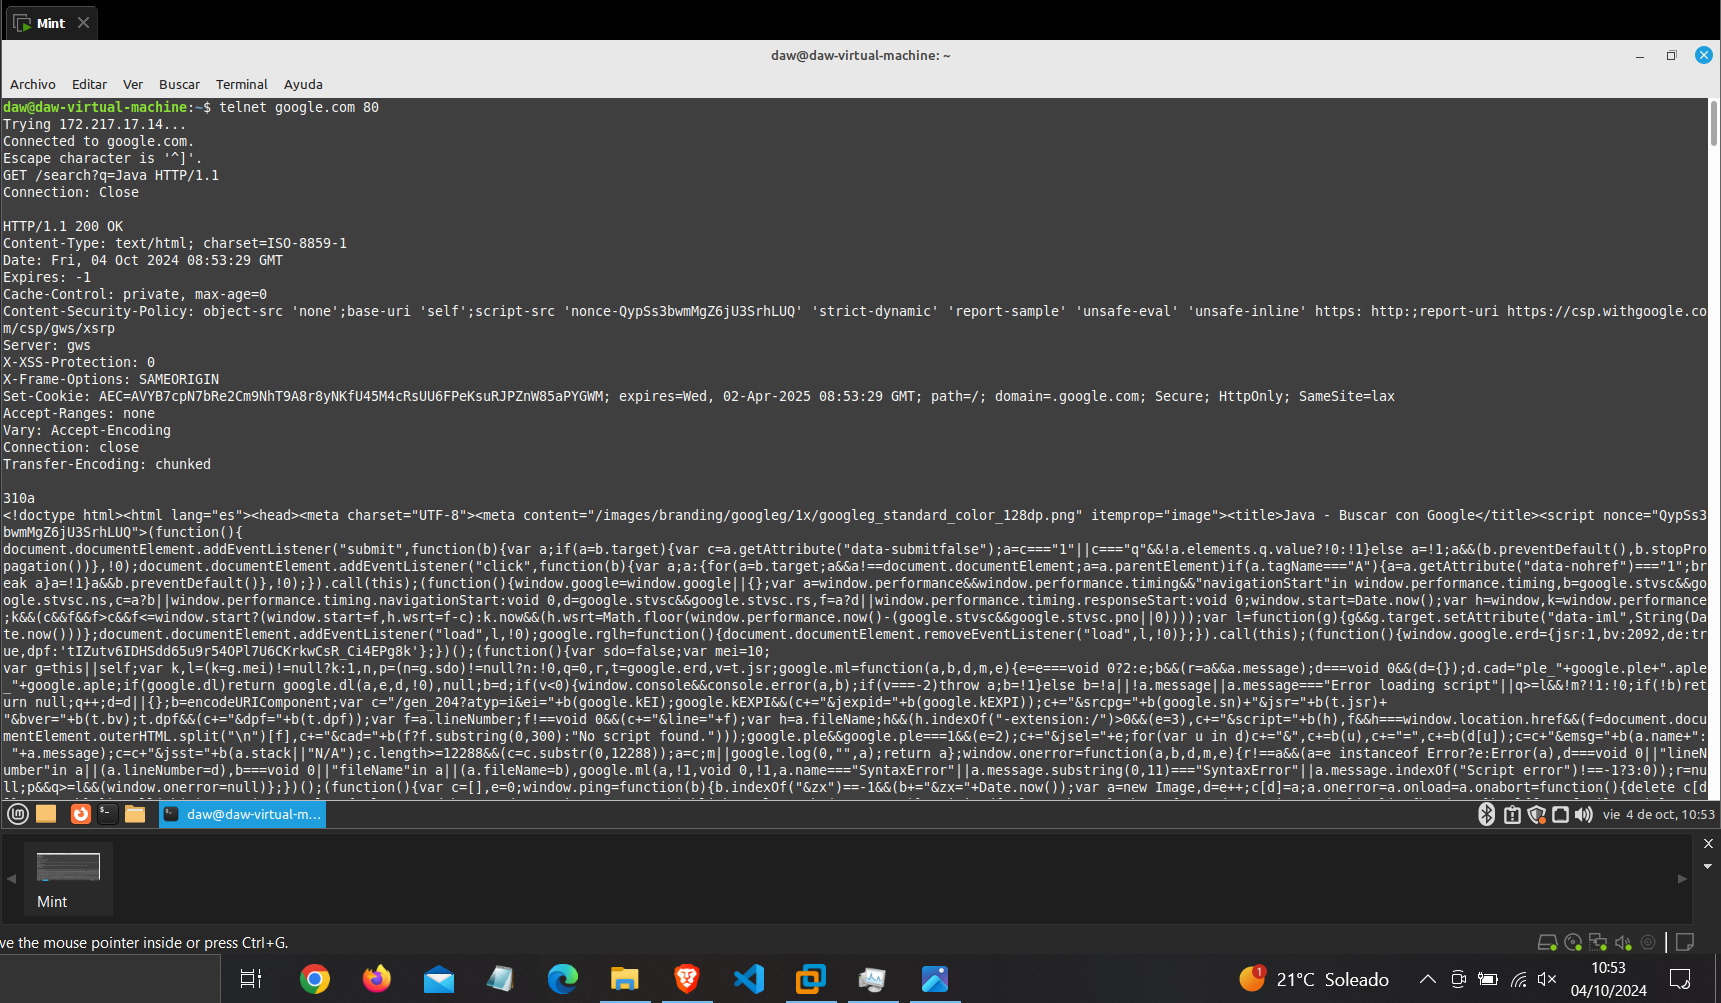 Mint
daw@daw-virtual-machine: ~
Archivo Editar Ver Buscar Terminal Ayuda
daw@daw-virtual-machine:~$ telnet google.com 80
Trying 172.217.17.14...
Connected to google.com.
Escape character is '^]'.
GET /search?q=Java HTTP/1.1
Connection: Close
HTTP/1.1 200 OK
Content-Type: text/html; charset=ISO-8859-1
Date: Fri, 04 Oct 2024 08:53:29 GMT
Expires: -1
Cache-Control: private, max-age=0
Content-Security-Policy: object-src 'none';base-uri 'self';script-src 'nonce-QypSs3bwmMgZ6jU3SrhLUQ' 'strict-dynamic' 'report-sample' 'unsafe-eval' 'unsafe-inline' https: http:;report-uri https://csp.withgoogle.co
m/csp/gws/xsrp
Server: gws
X-XSS-Protection: 0
X-Frame-Options: SAMEORIGIN
Set-Cookie: AEC=AVYB7cpN7bRe2Cm9NhT9A8r8yNKfU45M4cRsUU6FPeKsuRJPZnW85aPYGWM; expires=Wed, 02-Apr-2025 08:53:29 GMT; path=/; domain=.google.com; Secure; HttpOnly; SameSite=lax
Accept-Ranges: none
Vary: Accept-Encoding
Connection: close
Transfer-Encoding: chunked
310a
<!doctype html><html lang="es"><head><meta charset="UTF-8"><meta content="/images/branding/googleg/1x/googleg_standard_color_128dp.png" itemprop="image"><title>Java - Buscar con Google</title><script nonce="QypSs3
bwmMgZ6jU3SrhLUQ">(function(){
document.documentElement.addEventListener("submit",function(b){var a;if(a=b.target){var c=a.getAttribute("data-submitfalse");a=c==="1"||c==="q"&&!a.elements.q.value?!0:!1}else a=!1;a&&(b.preventDefault(),b.stopPro
pagation())},!0);document.documentElement.addEventListener("click",function(b){var a;a:{for(a=b.target;a&&a!==document.documentElement;a=a.parentElement)if(a.tagName==="A"){a=a.getAttribute("data-nohref")==="1";br
eak a}a=!1}a&&b.preventDefault()},!0);}).call(this);(function(){window.google=window.google||{};var a=window.performance&&window.performance.timing&&"navigationStart"in window.performance.timing,b=google.stvsc&&go
ogle.stvsc.ns,c=a?b||window.performance.timing.navigationStart:void 0,d=google.stvsc&&google.stvsc.rs,f=a?d||window.performance.timing.responseStart:void 0;window.start=Date.now();var h=window,k=window.performance
;k&&(c&&f&&f>c&&f<=window.start?(window.start=f,h.wsrt=f-c):k.now&&(h.wsrt=Math.floor(window.performance.now()-(google.stvsc&&google.stvsc.pno||0))));var l=function(g){g&&g.target.setAttribute("data-iml",String(Da
te.now()))};document.documentElement.addEventListener("load",l,!0);google.rglh=function(){document.documentElement.removeEventListener("load",l,!0)};}).call(this);(function(){window.google.erd={jsr:1,bv:2092,de:tr
ue,dpf:'tIZutv6IDHSdd65u9r54OPl7U6CKrkwCsR_Ci4EPg8k'};})();(function(){var sdo=false;var mei=10;
var g=this||self;var k,l=(k=g.mei)!=null?k:1,n,p=(n=g.sdo)!=null?n:!0,q=0,r,t=google.erd,v=t.jsr;google.ml=function(a,b,d,m,e){e=e===void 0?2:e;b&&(r=a&&a.message);d===void 0&&(d={});d.cad="ple_"+google.ple+".aple
_"+google.aple;if(google.dl)return google.dl(a,e,d,!0),null;b=d;if(v<0){window.console&&console.error(a,b);if(v===-2)throw a;b=!1}else b=!a||!a.message||a.message==="Error loading script"||q>=l&&!m?!1:!0;if(!b)ret
urn null;q++;d=d||{};b=encodeURIComponent;var c="/gen_204?atyp=i&ei="+b(google.kEI);google.kEXPI&&(c+="&jexpid="+b(google.kEXPI));c+="&srcpg="+b(google.sn)+"&jsr="+b(t.jsr)+
"&bver="+b(t.bv);t.dpf&&(c+="&dpf="+b(t.dpf));var f=a.lineNumber;f!==void 0&&(c+="&line="+f);var h=a.fileName;h&&(h.indexOf("-extension:/")>0&&(e=3),c+="&script="+b(h),f&&h===window.location.href&&(f=document.docu
mentElement.outerHTML.split("\n")[f],c+="&cad="+b(f?f.substring(0,300):"No script found.")));google.ple&&google.ple===1&&(e=2);c+="&jsel="+e;for(var u in d)c+="&",c+=b(u),c+="=",c+=b(d[u]);c=c+"&emsg="+b(a.name+":
"+a.message);c=c+"&jsst="+b(a.stack||"N/A");c.length>=12288&&(c=c.substr(0,12288));a=c;m||google.log(0,"",a);return a};window.onerror=function(a,b,d,m,e){r!==a&&(a=e instanceof Error?e:Error(a),d===void 0||"lineN
umber"in a||(a.lineNumber=d),b===void 0||"fileName"in a||(a.fileName=b),google.ml(a,!1,void 0,!1,a.name==="SyntaxError"||a.message.substring(0,11)==="SyntaxError"||a.message.indexOf("Script error")!==-1?3:0));r=nu
ll;p&&q>=l&&(window.onerror=null)};})();(function(){var c=[],e=0;window.ping=function(b){b.indexOf("&zx")==-1&&(b+="&zx="+Date.now());var a=new Image,d=e++;c[d]=a;a.onerror=a.onload=a.onabort=function(){delete c[d
daw@daw-virtual-m...
vie 4 de oct, 10:53
Mint
ve the mouse pointer inside or press Ctrl+G.
1
21°C Soleado
10:53
04/10/2024